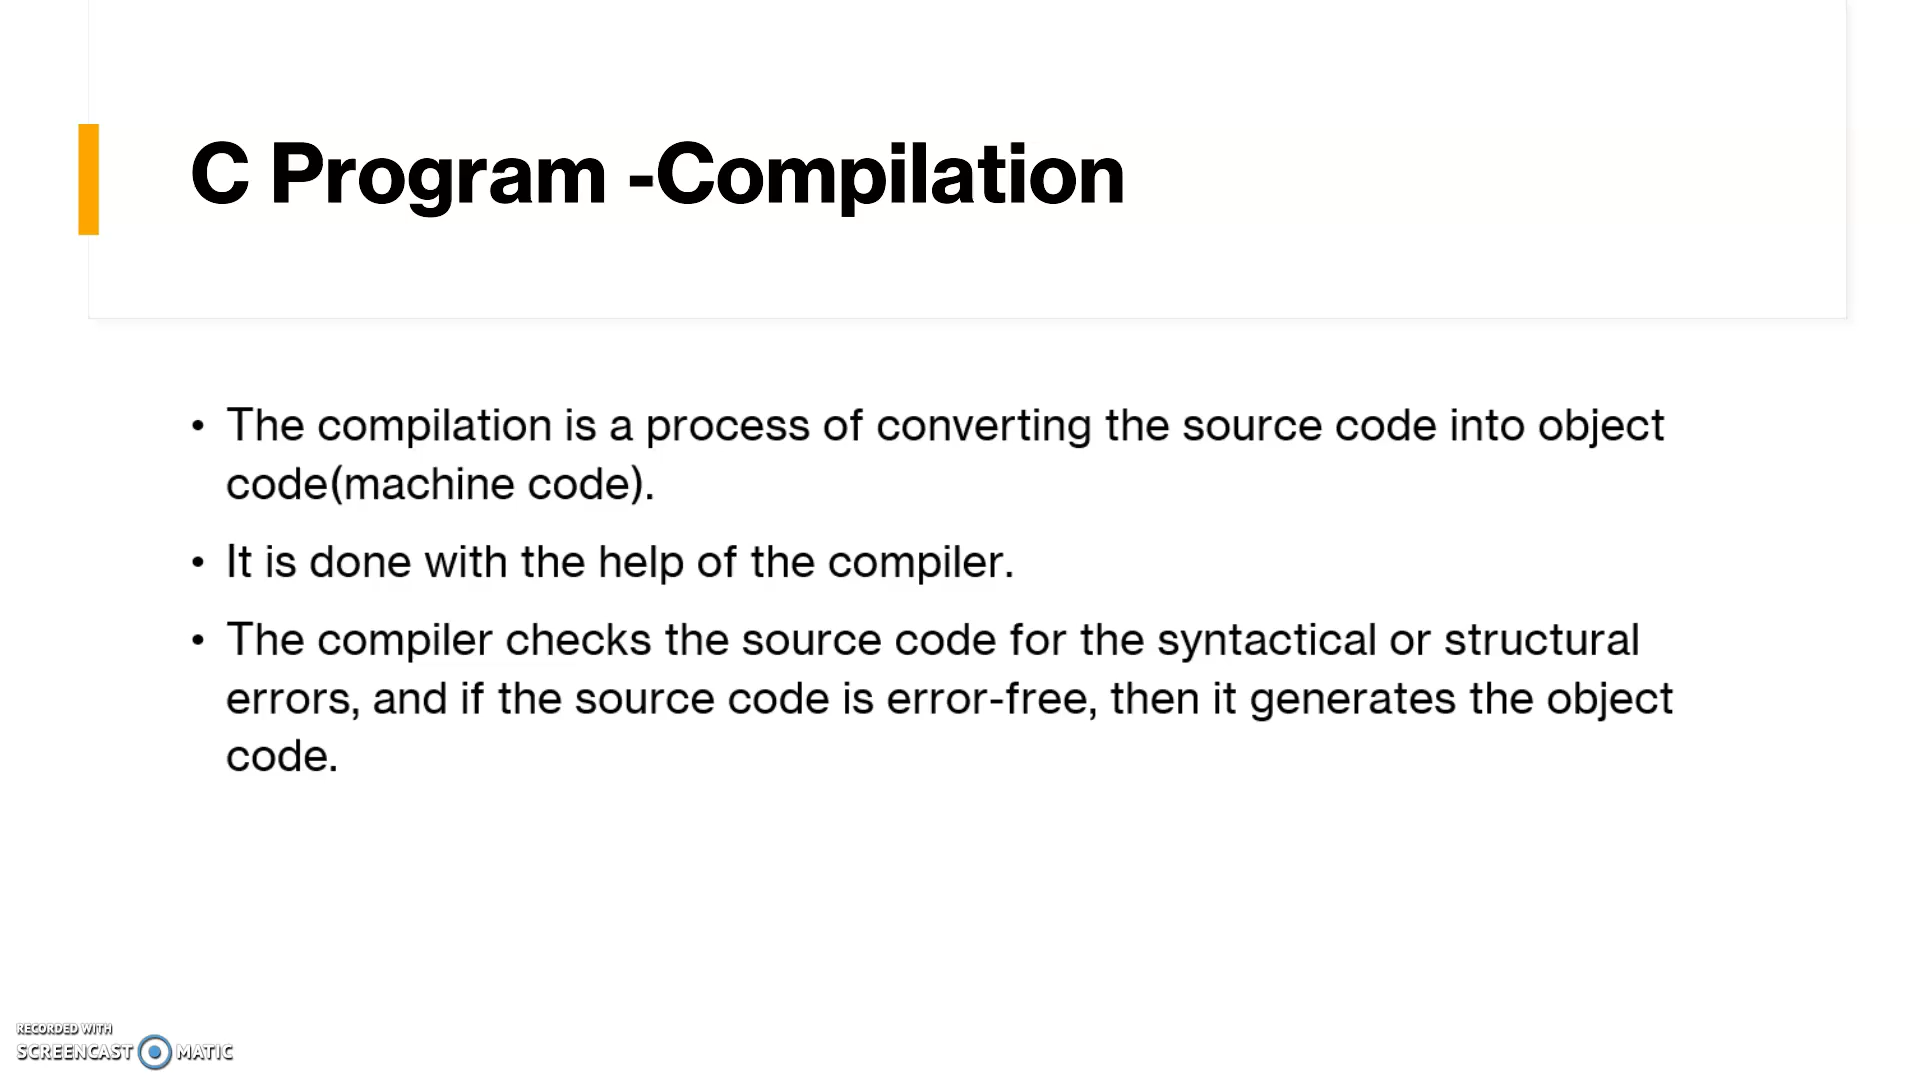 C Program -Compilation
• The compilation is a process of converting the source code into object
code(machine code).
• It is done with the help of the compiler.
• The compiler checks the source code for the syntactical or structural
errors, and if the source code is error-free, then it generates the object
code.
RECORDED WITH
SCREENCAST MATIC